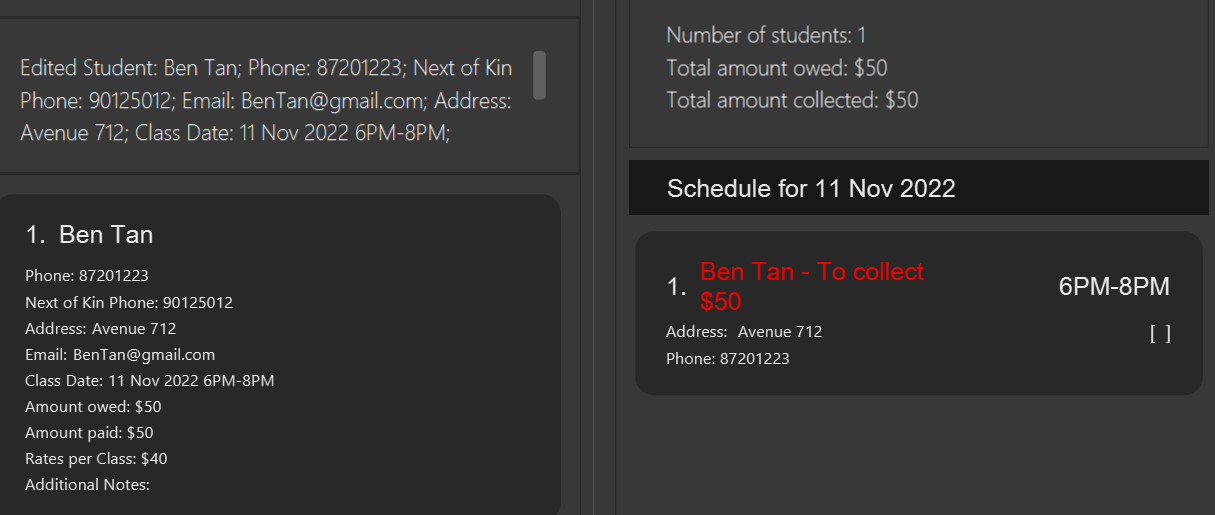 Edited Student: Ben Tan; Phone: 87201223; Next of Kin
Phone: 90125012; Email: BenTan@gmail.com; Address:
Avenue 712; Class Date: 11 Nov 2022 6PM-8PM;
1. Ben Tan
Phone: 87201223
Next of Kin Phone: 90125012
Address: Avenue 712
Email: BenTan@gmail.com
Class Date: 11 Nov 2022 6PM-8PM
Amount owed: $50
Amount paid: $50
Rates per Class: $40
Additional Notes:
Number of students: 1
Total amount owed: $50
Total amount collected: $50
Schedule for 11 Nov 2022
1. Ben Tan - To collect
$50
6PM-8PM
Address: Avenue 712
[ ]
Phone: 87201223